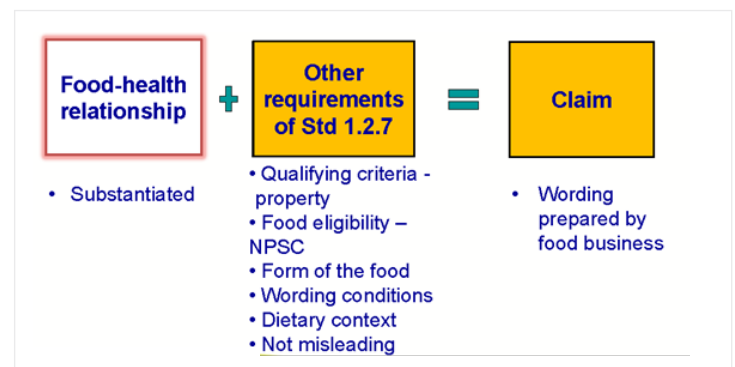 Food-health
relationship
+
Other
requirements
of Std 1.2.7
=
Claim
• Substantiated
• Qualifying criteria -
property
• Food eligibility –
NPSC
• Form of the food
• Wording conditions
• Dietary context
• Not misleading
• Wording
prepared by
food business